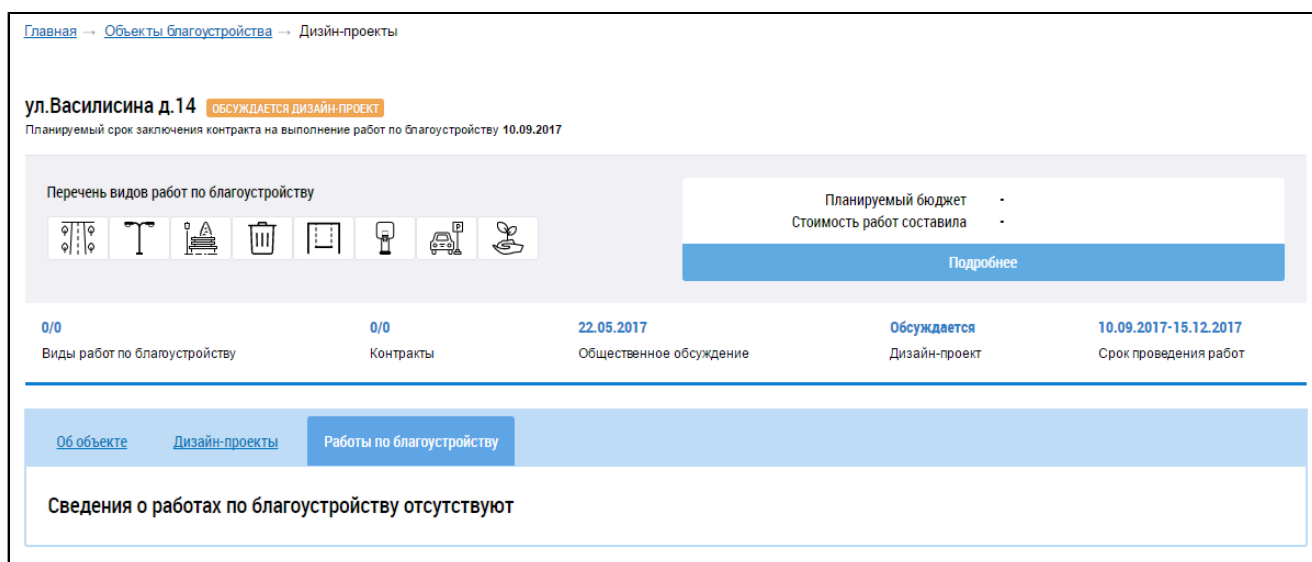 Главная → Объекты благоустройства → Дизйн-проекты
ул.Василисина д.14 ОБСУЖДАЕТСЯ ДИЗАЙН-ПРОЕКТ
Планируемый срок заключения контракта на выполнение работ по благоустройству 10.09.2017
Перечень видов работ по благоустройству
P
Планируемый бюджет -
Стоимость работ составила -
Подробнее
0/0 0/0 22.05.2017 Обсуждается 10.09.2017-15.12.2017
Виды работ по благоустройству Контракты Общественное обсуждение Дизайн-проект Срок проведения работ
Об объекте Дизайн-проекты Работы по благоустройству
Сведения о работах по благоустройству отсутствуют